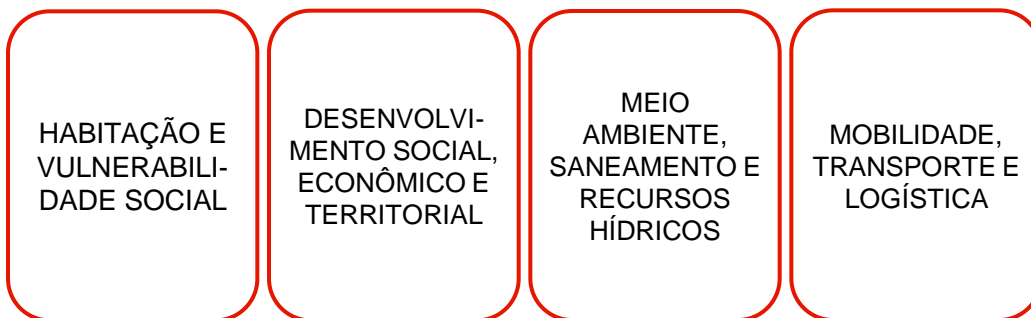 HABITAÇÃO E
VULNERABILI-
DADE SOCIAL
DESENVOLVI-
MENTO SOCIAL,
ECONÔMICO E
TERRITORIAL
MEIO
AMBIENTE,
SANEAMENTO E
RECURSOS
HÍDRICOS
MOBILIDADE,
TRANSPORTE E
LOGÍSTICA